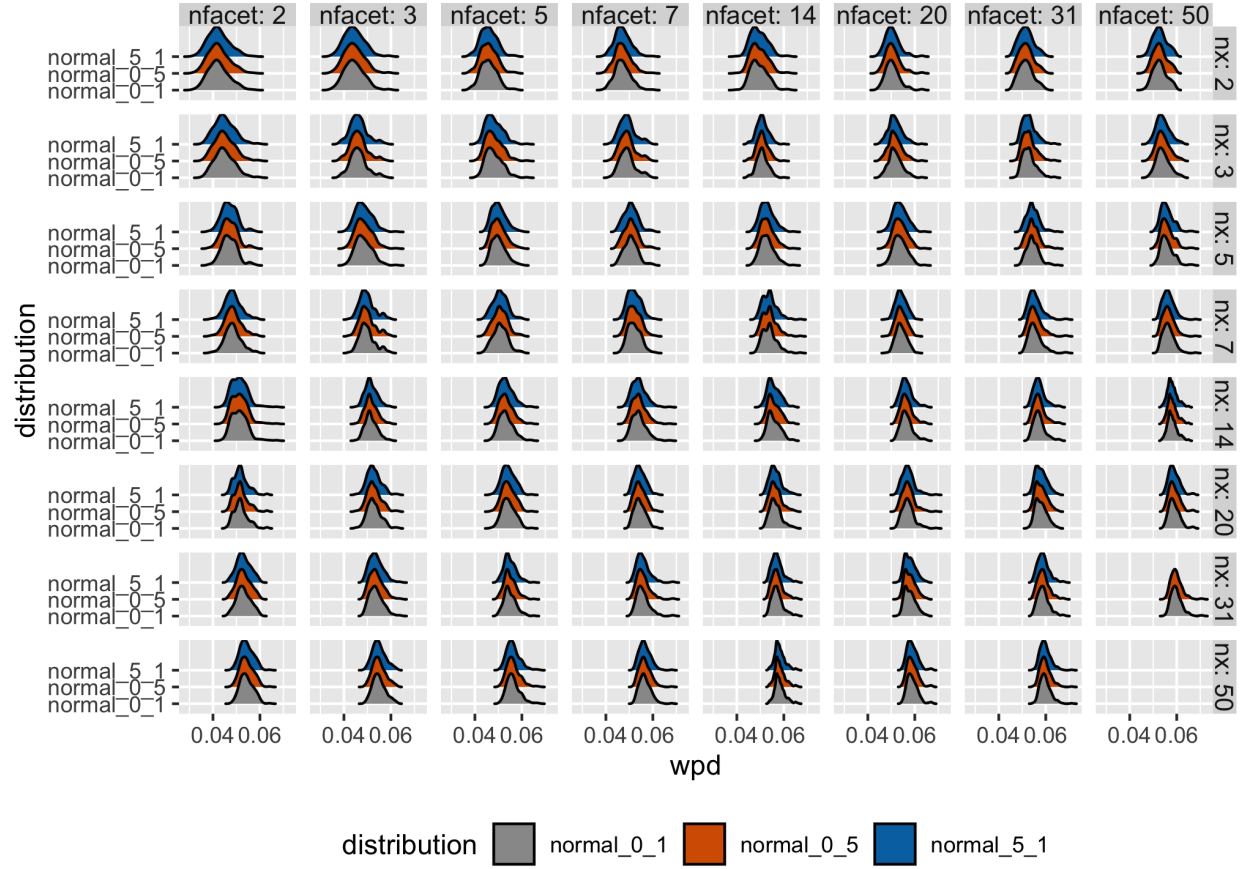 nfacet: 2 nfacet: 3 nfacet: 5 nfacet: 7 nfacet: 14 nfacet: 20 nfacet: 31 nfacet: 50
normal_5_1
normal_0_5
normal_0_1
nx: 2
normal_5_1
normal_0_5
normal_0_1
nx: 3
normal_5_1
normal_0_5
normal_0_1
nx: 5
normal_5_1
normal_0_5
normal_0_1
nx: 7
normal_5_1
normal_0_5
normal_0_1
nx: 14
normal_5_1
normal_0_5
normal_0_1
nx: 20
normal_5_1
normal_0_5
normal_0_1
nx: 31
normal_5_1
normal_0_5
normal_0_1
nx: 50
distribution
0.04 0.06 0.04 0.06 0.04 0.06 0.04 0.06 0.04 0.06 0.04 0.06 0.04 0.06 0.04 0.06
wpd
distribution normal_0_1 normal_0_5 normal_5_1